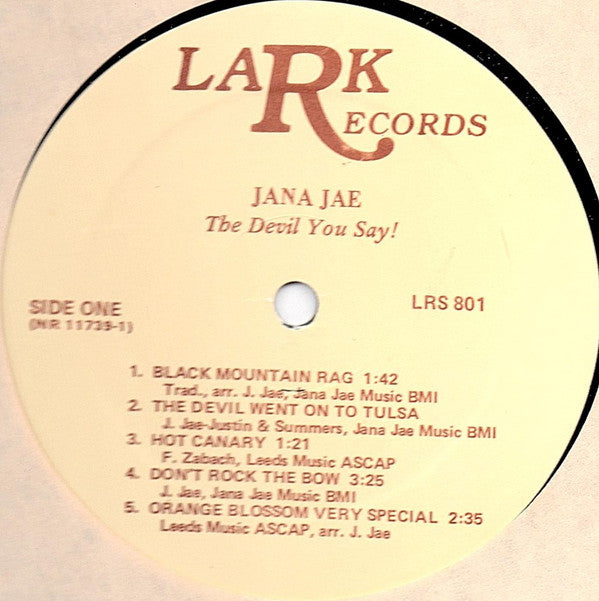 LARK
RECORDS
JANA JAE
The Devil You Say!
SIDE ONE
(NR 11739-1)
LRS 801
1. BLACK MOUNTAIN RAG 1:42
Trad., arr. J. Jae, Jana Jae Music BMI
2. THE DEVIL WENT ON TO TULSA
J. Jae-Justin & Summers, Jana Jae Music BMI
3. HOT CANARY 1:21
F. Zabach, Leeds Music ASCAP
4. DON'T ROCK THE BOW 3:25
J. Jae, Jana Jae Music BMI
5. ORANGE BLOSSOM VERY SPECIAL 2:35
Leeds Music ASCAP, arr. J. Jae